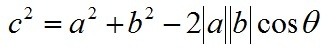 c² = a² + b² − 2|a||b| cos θ